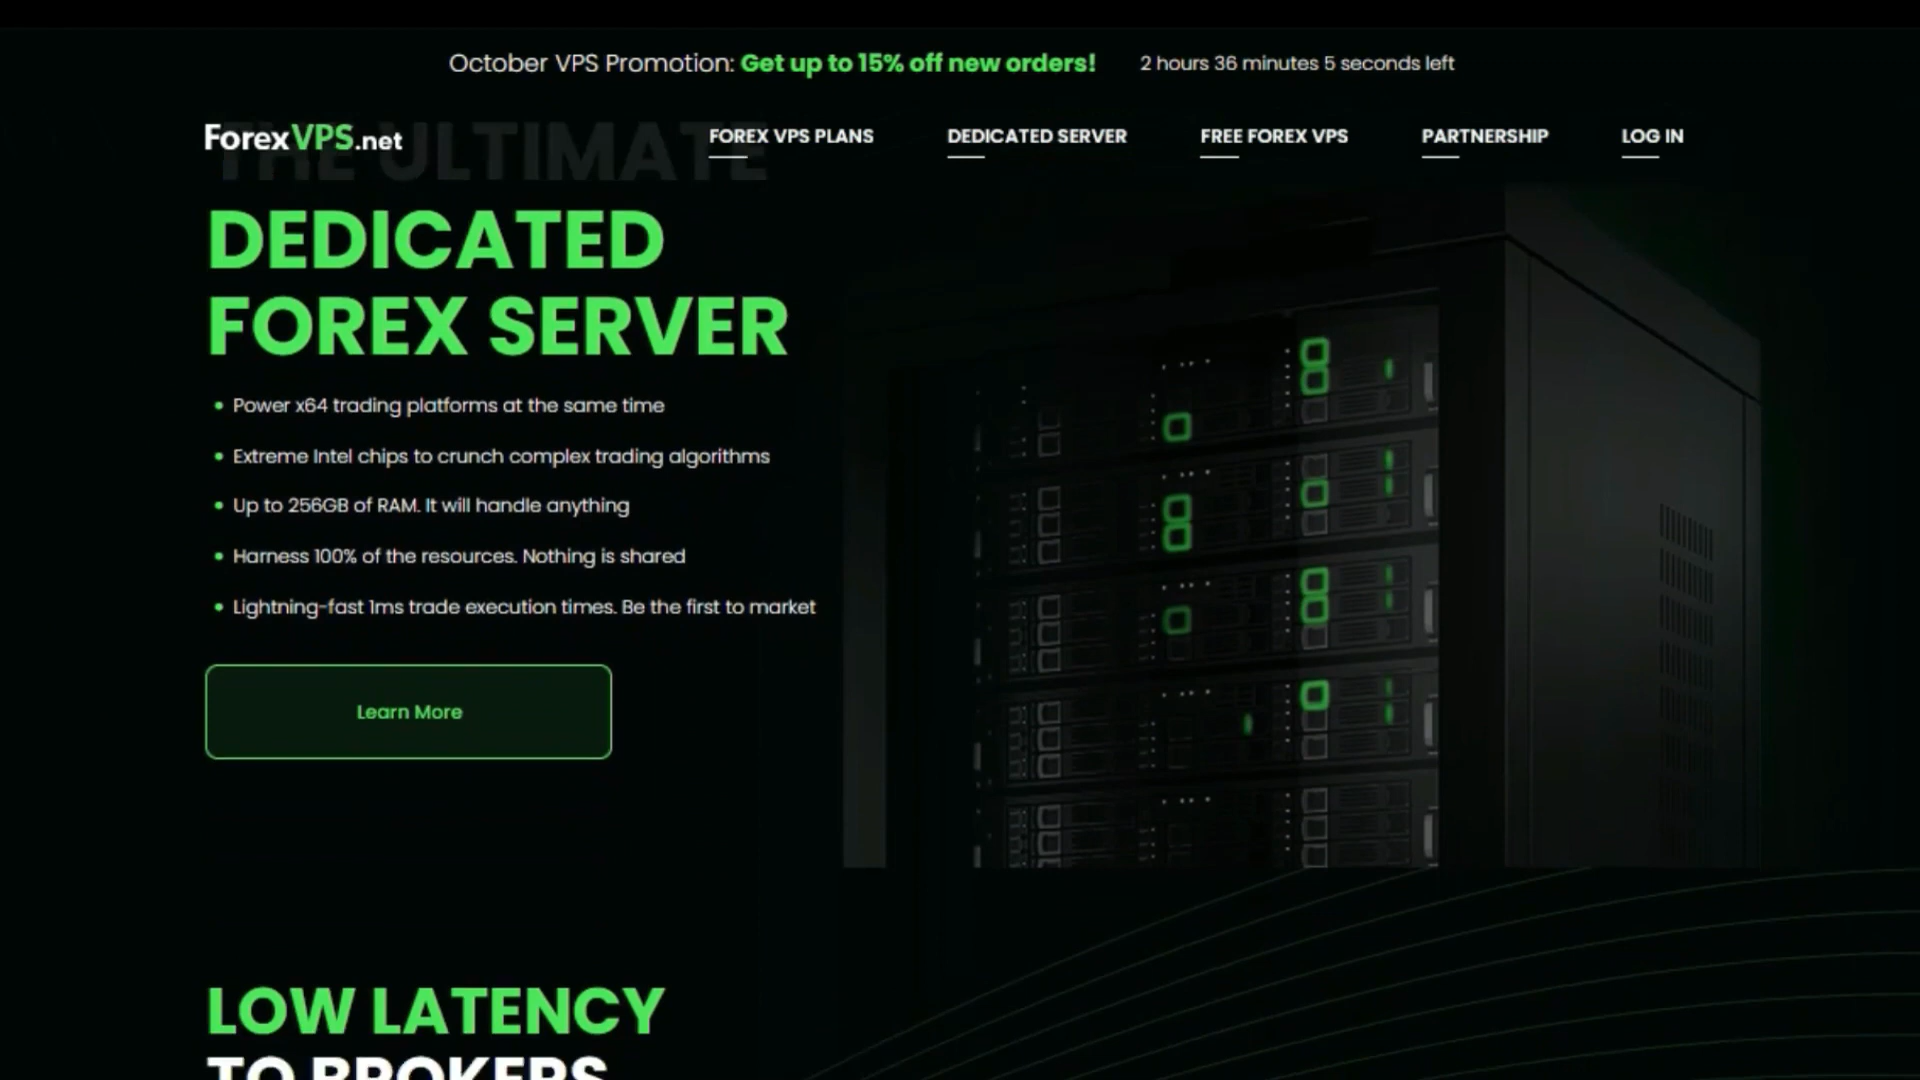 October VPS Promotion: Get up to 15% off new orders! 2 hours 36 minutes 5 seconds left
ForexVPS.net FOREX VPS PLANS DEDICATED SERVER FREE FOREX VPS PARTNERSHIP LOG IN
THE ULTIMATE
DEDICATED
FOREX SERVER
• Power x64 trading platforms at the same time
• Extreme Intel chips to crunch complex trading algorithms
• Up to 256GB of RAM. It will handle anything
• Harness 100% of the resources. Nothing is shared
• Lightning-fast 1ms trade execution times. Be the first to market
Learn More
LOW LATENCY
TO BROKERS